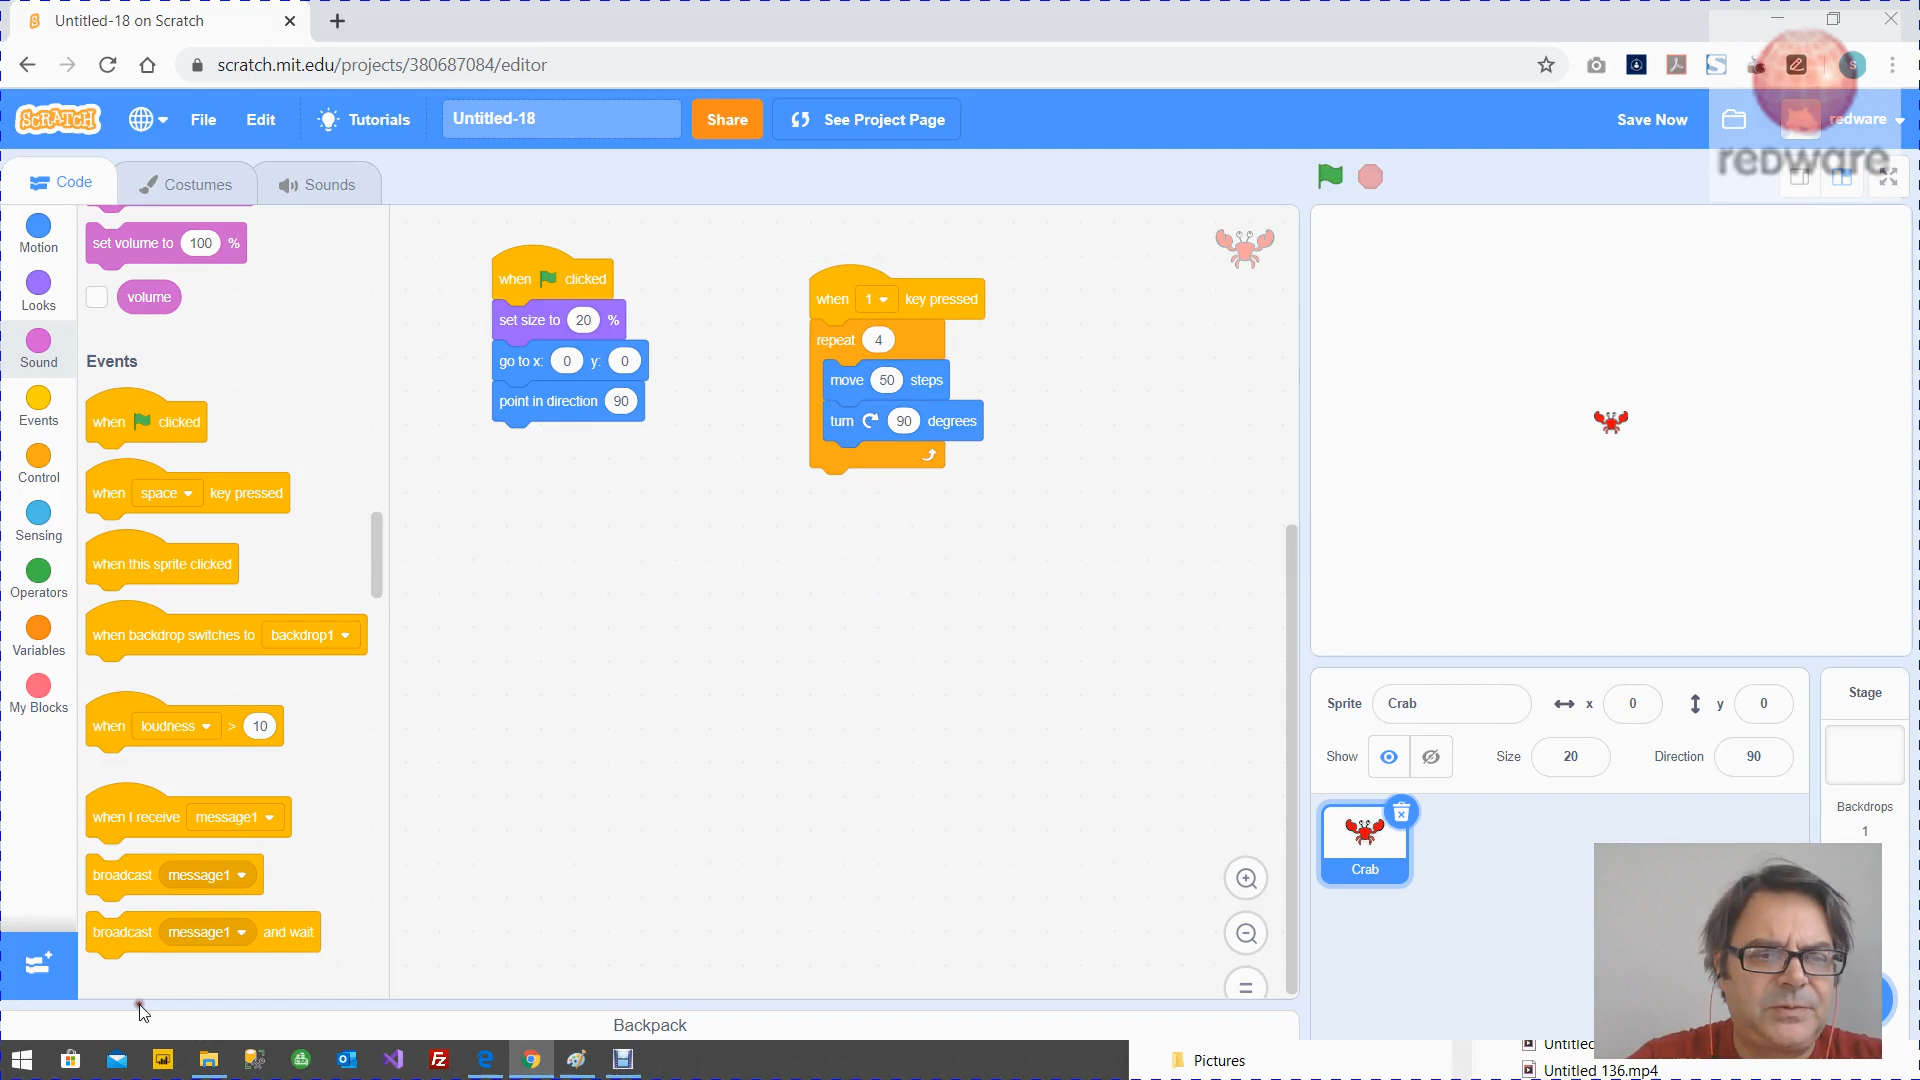 Untitled-18 on Scratch
scratch.mit.edu/projects/380687084/editor
S
SCRATCH
File
Edit
Tutorials
Untitled-18
Share
See Project Page
Save Now
redware
redware
Code
Costumes
Sounds
Motion
Looks
Sound
Events
Control
Sensing
Operators
Variables
My Blocks
set volume to 100 %
volume
Events
when clicked
when space key pressed
when this sprite clicked
when backdrop switches to backdrop1
when loudness > 10
when I receive message1
broadcast message1
broadcast message1 and wait
when clicked
set size to 20 %
go to x: 0 y: 0
point in direction 90
when 1 key pressed
repeat 4
move 50 steps
turn 90 degrees
Backpack
Sprite Crab x 0 y 0
Show Size 20 Direction 90
Crab
Stage
Backdrops
1
Fz
Pictures
Untitled 136.mp4